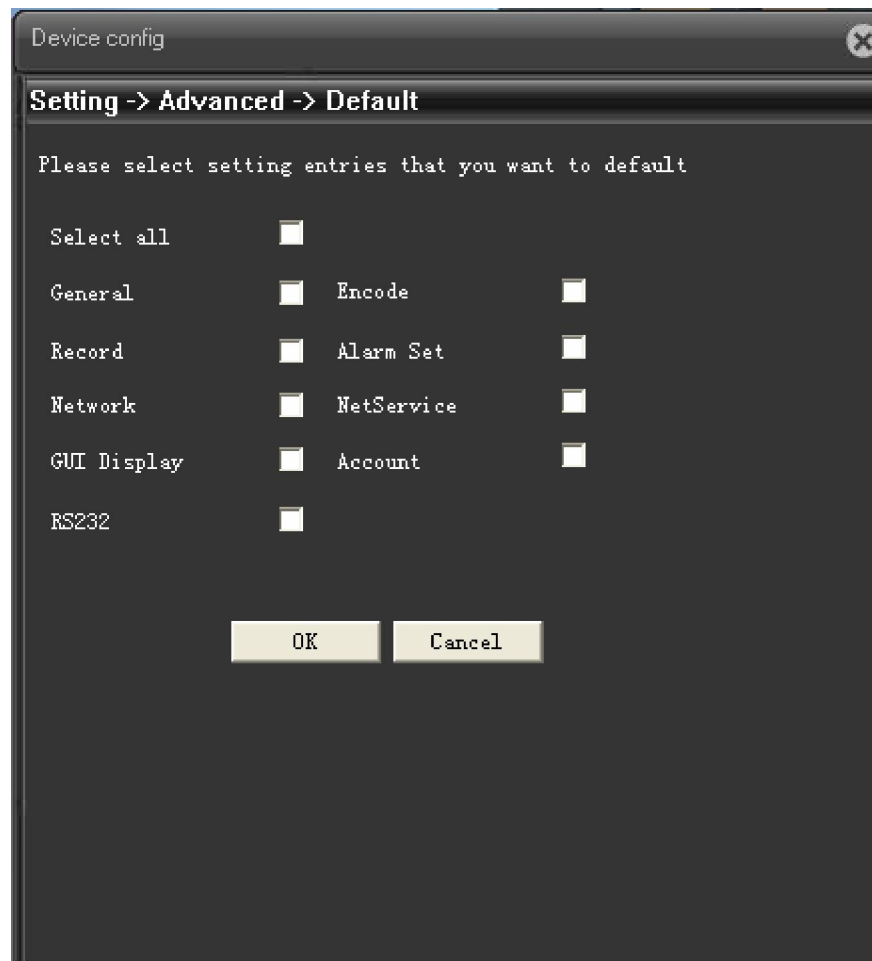 Device config
Setting -> Advanced -> Default
Please select setting entries that you want to default
Select all
General Encode
Record Alarm Set
Network NetService
GUI Display Account
RS232
OK Cancel